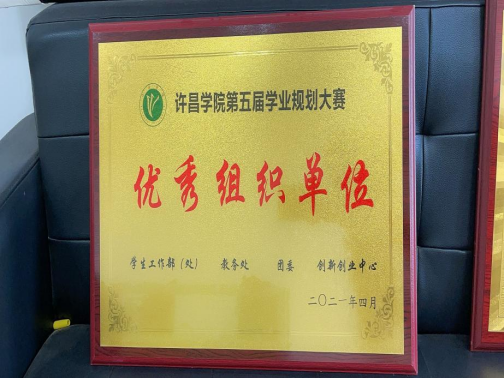 许昌学院第五届学业规划大赛
优秀组织单位
学生工作部(处) 教务处 团委 创新创业中心
二〇二一年四月